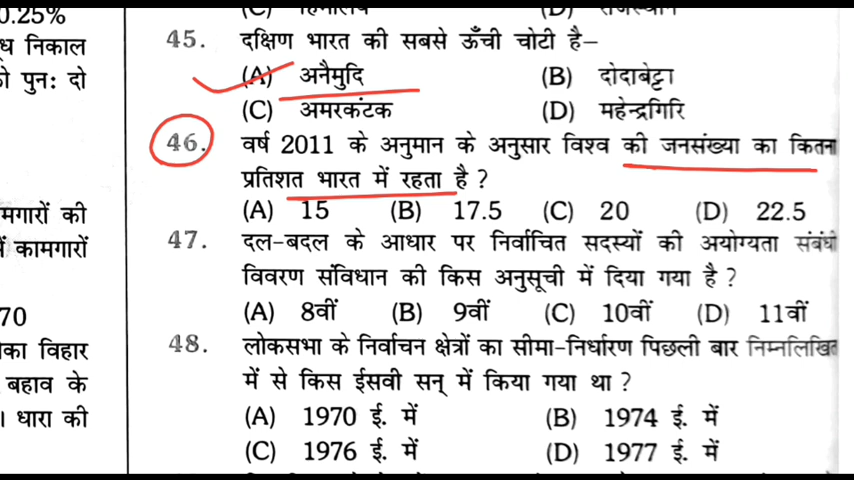 0.25%
ध निकाल
को पुनः दो
मगारों की
में कामगारों
70
का विहार
बहाव के
। धारा की
(C) हिमालय (D) राजस्थान
45. दक्षिण भारत की सबसे ऊँची चोटी है–
(A) अनैमुदि (B) दोदाबेट्टा
(C) अमरकंटक (D) महेन्द्रगिरि
46. वर्ष 2011 के अनुमान के अनुसार विश्व की जनसंख्या का कितना
प्रतिशत भारत में रहता है ?
(A) 15 (B) 17.5 (C) 20 (D) 22.5
47. दल-बदल के आधार पर निर्वाचित सदस्यों की अयोग्यता संबंधी
विवरण संविधान की किस अनुसूची में दिया गया है ?
(A) 8वीं (B) 9वीं (C) 10वीं (D) 11वीं
48. लोकसभा के निर्वाचन क्षेत्रों का सीमा-निर्धारण पिछली बार निम्नलिखित
में से किस ईसवी सन् में किया गया था ?
(A) 1970 ई. में (B) 1974 ई. में
(C) 1976 ई. में (D) 1977 ई. में